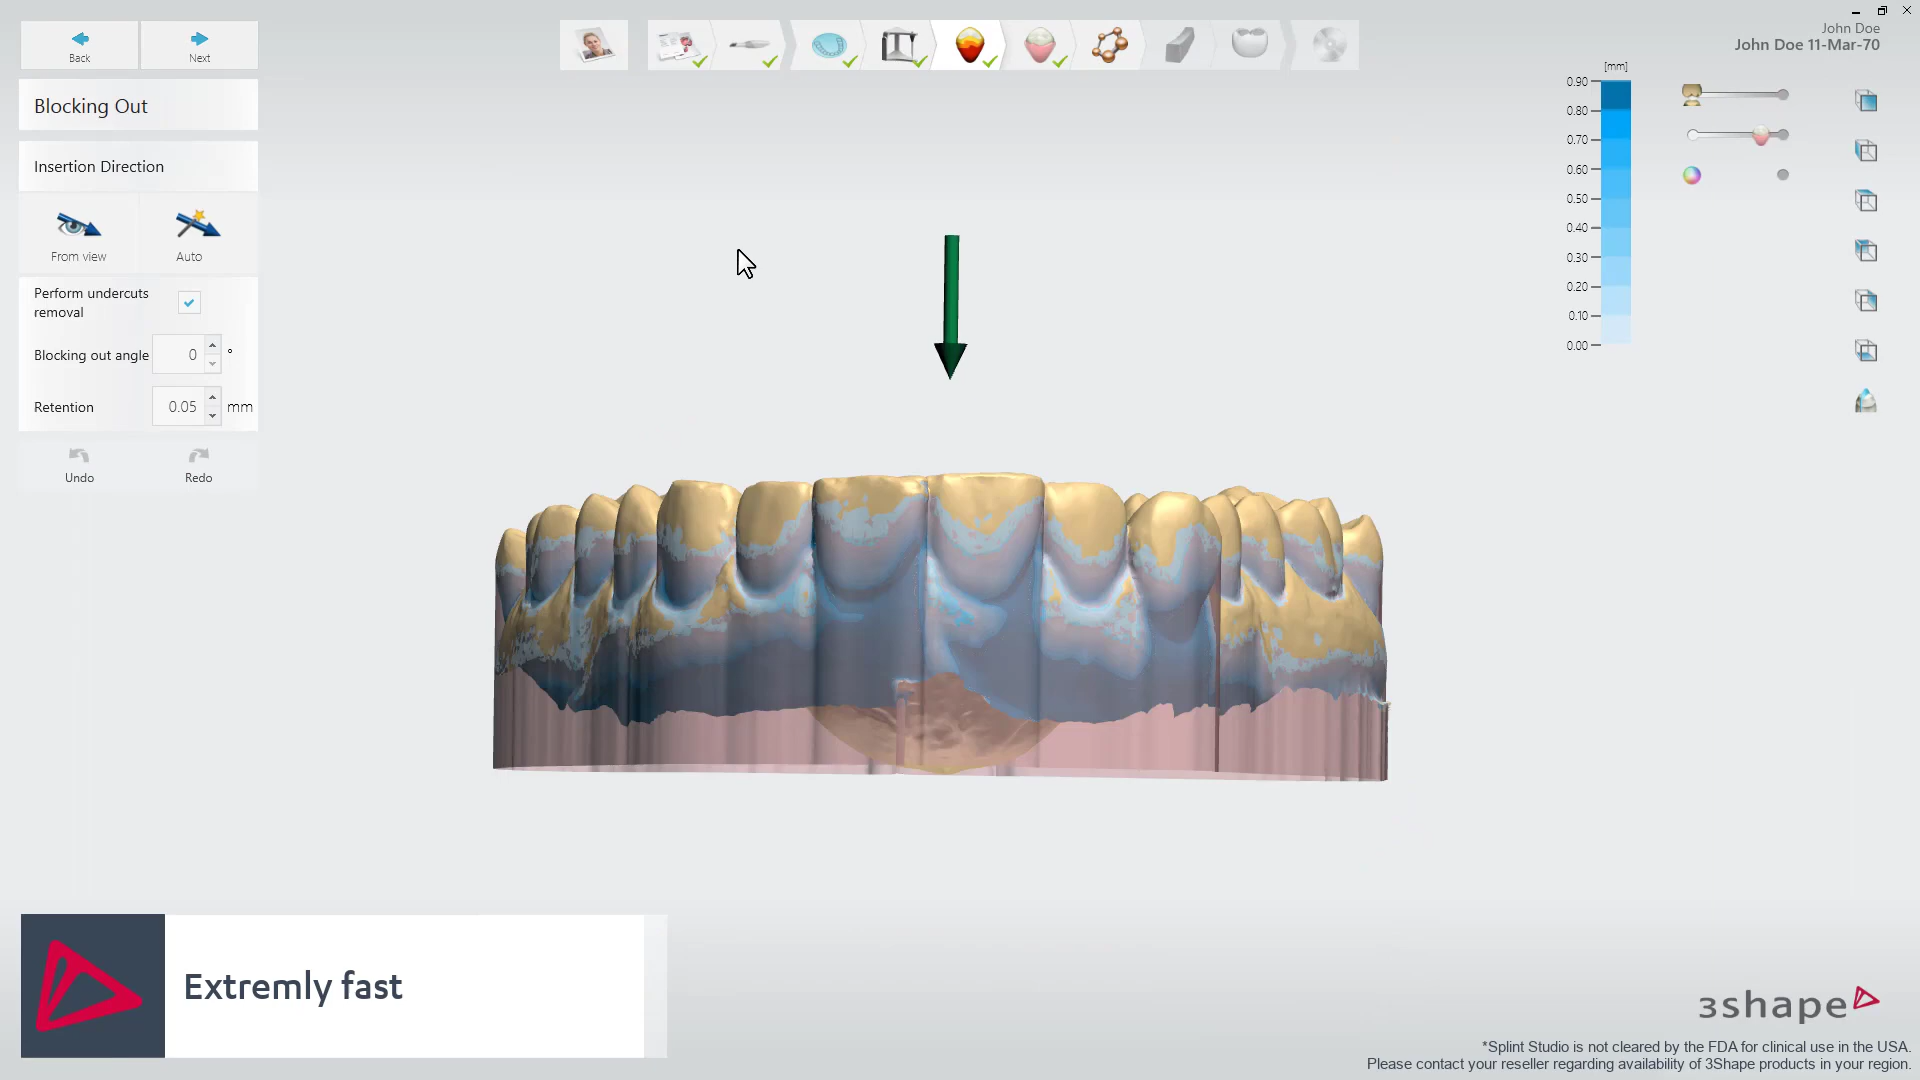 Back
Next
John Doe
John Doe 11-Mar-70
Blocking Out
Insertion Direction
From view
Auto
Perform undercuts
removal
Blocking out angle 0 °
Retention 0.05 mm
Undo
Redo
[mm]
0.90
0.80
0.70
0.60
0.50
0.40
0.30
0.20
0.10
0.00
Extremly fast
3shape
*Splint Studio is not cleared by the FDA for clinical use in the USA.
Please contact your reseller regarding availability of 3Shape products in your region.